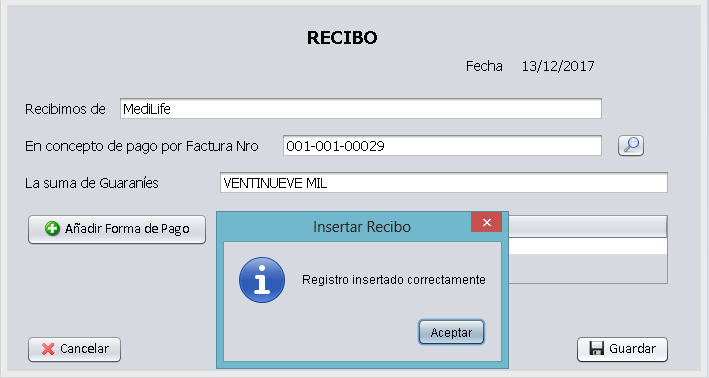 RECIBO
Fecha 13/12/2017
Recibimos de MediLife
En concepto de pago por Factura Nro 001-001-00029
La suma de Guaraníes VENTINUEVE MIL
Añadir Forma de Pago
Insertar Recibo
Registro insertado correctamente
Aceptar
Cancelar
Guardar